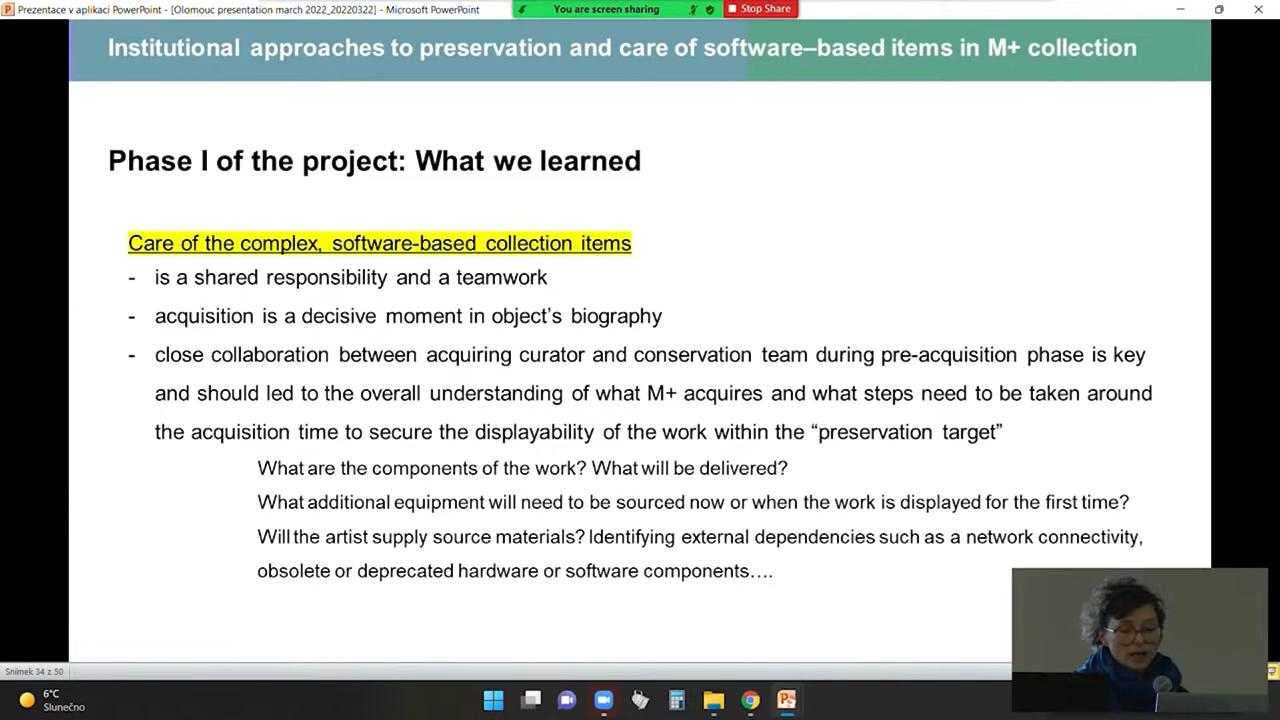 Prezentace v aplikaci PowerPoint - [Olomouc presentation march 2022_20220322] - Microsoft PowerPoint
You are screen sharing
Stop Share
Institutional approaches to preservation and care of software–based items in M+ collection
Phase I of the project: What we learned
Care of the complex, software-based collection items
- is a shared responsibility and a teamwork
- acquisition is a decisive moment in object’s biography
- close collaboration between acquiring curator and conservation team during pre-acquisition phase is key
and should led to the overall understanding of what M+ acquires and what steps need to be taken around
the acquisition time to secure the displayability of the work within the “preservation target”
What are the components of the work? What will be delivered?
What additional equipment will need to be sourced now or when the work is displayed for the first time?
Will the artist supply source materials? Identifying external dependencies such as a network connectivity,
obsolete or deprecated hardware or software components….
Snímek 34 z 50
6°C
Slunečno